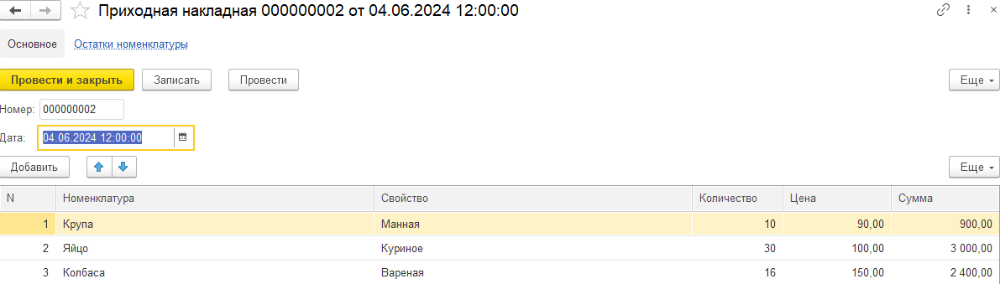 Приходная накладная 000000002 от 04.06.2024 12:00:00
Основное Остатки номенклатуры
Провести и закрыть Записать Провести Еще
Номер: 000000002
Дата: 04.06.2024 12:00:00
Добавить Еще
N Номенклатура Свойство Количество Цена Сумма
1 Крупа Манная 10 90,00 900,00
2 Яйцо Куриное 30 100,00 3 000,00
3 Колбаса Вареная 16 150,00 2 400,00